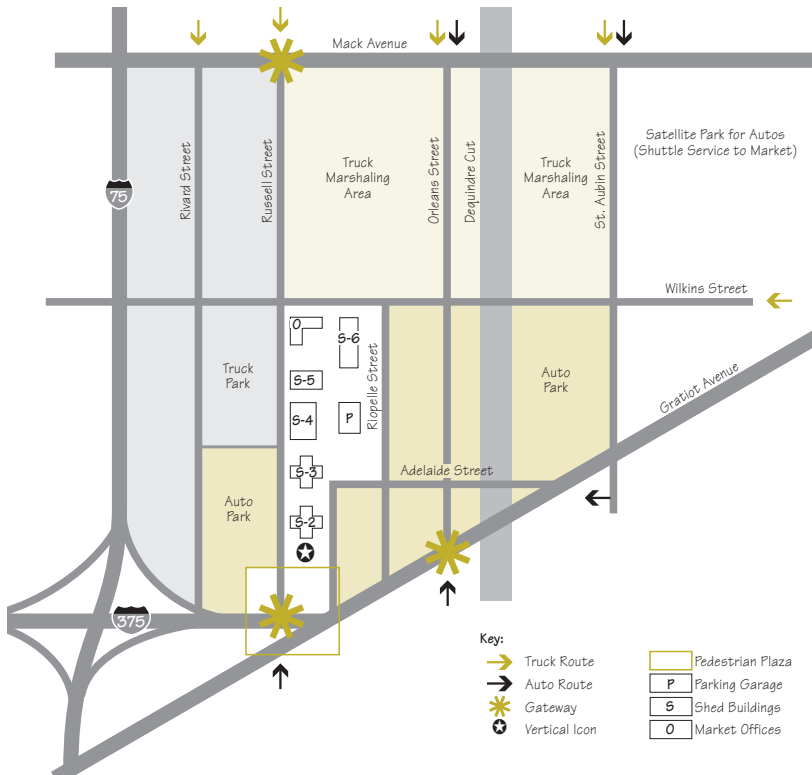 Mack Avenue
Rivard Street
Russell Street
Truck
Marshaling
Area
Orleans Street
Dequindre Cut
Truck
Marshaling
Area
St. Aubin Street
Satellite Park for Autos
(Shuttle Service to Market)
75
Wilkins Street
O
S-6
Truck
Park
S-5
Riopelle Street
Auto
Park
Gratiot Avenue
S-4
P
S-3
Adelaide Street
Auto
Park
S-2
375
Key:
Truck Route
Auto Route
Gateway
Vertical Icon
Pedestrian Plaza
P Parking Garage
S Shed Buildings
O Market Offices